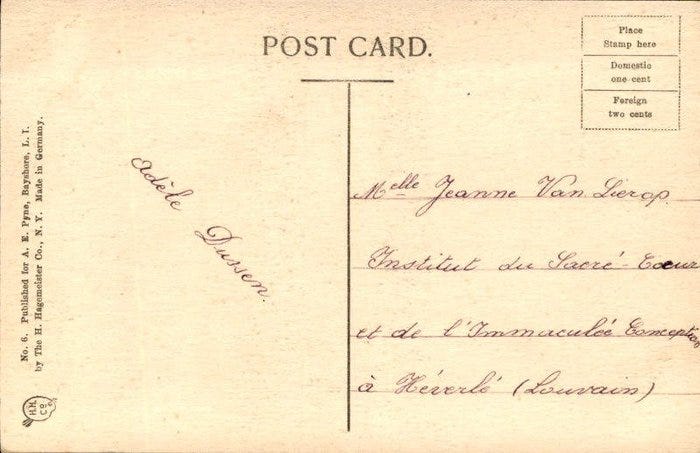 POST CARD.
Place
Stamp here
Domestic
one cent
Foreign
two cents
No. 6. Published for A. E. Pyne, Bayshore, L. I.
by The H. Hagemeister Co., N. Y. Made in Germany.
H.H.
Co
adèle Dussen.
Melle Jeanne Van Lierop.
Institut du Sacré-Coeur
et de l'Immaculée Conception
à Héverlé (Louvain)